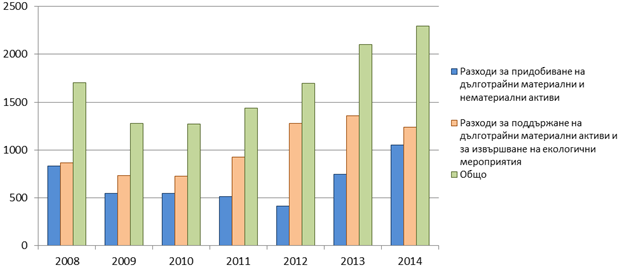 2500
2000
1500
1000
500
0
2008 2009 2010 2011 2012 2013 2014
Разходи за придобиване на
дълготрайни материални и
нематериални активи
Разходи за поддържане на
дълготрайни материални активи и
за извършване на екологични
мероприятия
Общо